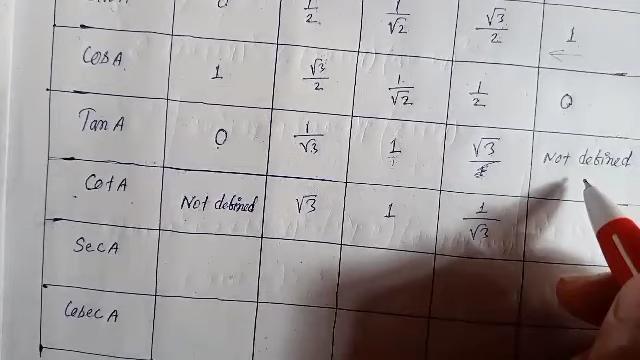 0 1/2 1/√2 √3/2 1
Cos A 1 √3/2 1/√2 1/2 0
Tan A 0 1/√3 1 √3 Not defined
Cot A Not defined √3 1 1/√3
Sec A
Cosec A